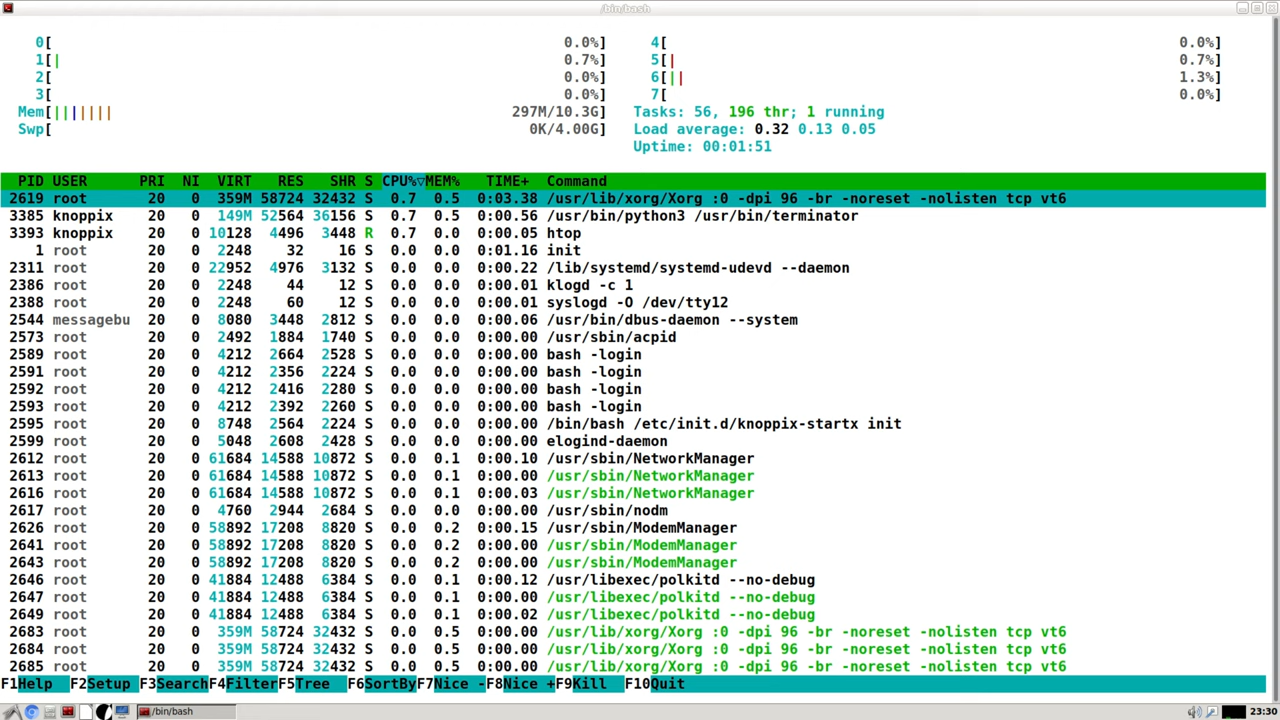 /bin/bash
0[ 0.0%] 4[ 0.0%]
1[| 0.7%] 5[| 0.7%]
2[ 0.0%] 6[|| 1.3%]
3[ 0.0%] 7[ 0.0%]
Mem[||||||| 297M/10.3G] Tasks: 56, 196 thr; 1 running
Swp[ 0K/4.00G] Load average: 0.32 0.13 0.05
Uptime: 00:01:51
PID USER PRI NI VIRT RES SHR S CPU%▽MEM% TIME+ Command
2619 root 20 0 359M 58724 32432 S 0.7 0.5 0:03.38 /usr/lib/xorg/Xorg :0 -dpi 96 -br -noreset -nolisten tcp vt6
3385 knoppix 20 0 149M 52564 36156 S 0.7 0.5 0:00.56 /usr/bin/python3 /usr/bin/terminator
3393 knoppix 20 0 10128 4496 3448 R 0.7 0.0 0:00.05 htop
1 root 20 0 2248 32 16 S 0.0 0.0 0:01.16 init
2311 root 20 0 22952 4976 3132 S 0.0 0.0 0:00.22 /lib/systemd/systemd-udevd --daemon
2386 root 20 0 2248 44 12 S 0.0 0.0 0:00.01 klogd -c 1
2388 root 20 0 2248 60 12 S 0.0 0.0 0:00.01 syslogd -O /dev/tty12
2544 messagebu 20 0 8080 3448 2812 S 0.0 0.0 0:00.06 /usr/bin/dbus-daemon --system
2573 root 20 0 2492 1884 1740 S 0.0 0.0 0:00.00 /usr/sbin/acpid
2589 root 20 0 4212 2664 2528 S 0.0 0.0 0:00.00 bash -login
2591 root 20 0 4212 2356 2224 S 0.0 0.0 0:00.00 bash -login
2592 root 20 0 4212 2416 2280 S 0.0 0.0 0:00.00 bash -login
2593 root 20 0 4212 2392 2260 S 0.0 0.0 0:00.00 bash -login
2595 root 20 0 8748 2564 2224 S 0.0 0.0 0:00.00 /bin/bash /etc/init.d/knoppix-startx init
2599 root 20 0 5048 2608 2428 S 0.0 0.0 0:00.00 elogind-daemon
2612 root 20 0 61684 14588 10872 S 0.0 0.1 0:00.10 /usr/sbin/NetworkManager
2613 root 20 0 61684 14588 10872 S 0.0 0.1 0:00.00 /usr/sbin/NetworkManager
2616 root 20 0 61684 14588 10872 S 0.0 0.1 0:00.03 /usr/sbin/NetworkManager
2617 root 20 0 4760 2944 2684 S 0.0 0.0 0:00.00 /usr/sbin/nodm
2626 root 20 0 58892 17208 8820 S 0.0 0.2 0:00.15 /usr/sbin/ModemManager
2641 root 20 0 58892 17208 8820 S 0.0 0.2 0:00.00 /usr/sbin/ModemManager
2643 root 20 0 58892 17208 8820 S 0.0 0.2 0:00.00 /usr/sbin/ModemManager
2646 root 20 0 41884 12488 6384 S 0.0 0.1 0:00.12 /usr/libexec/polkitd --no-debug
2647 root 20 0 41884 12488 6384 S 0.0 0.1 0:00.00 /usr/libexec/polkitd --no-debug
2649 root 20 0 41884 12488 6384 S 0.0 0.1 0:00.02 /usr/libexec/polkitd --no-debug
2683 root 20 0 359M 58724 32432 S 0.0 0.5 0:00.00 /usr/lib/xorg/Xorg :0 -dpi 96 -br -noreset -nolisten tcp vt6
2684 root 20 0 359M 58724 32432 S 0.0 0.5 0:00.00 /usr/lib/xorg/Xorg :0 -dpi 96 -br -noreset -nolisten tcp vt6
2685 root 20 0 359M 58724 32432 S 0.0 0.5 0:00.00 /usr/lib/xorg/Xorg :0 -dpi 96 -br -noreset -nolisten tcp vt6
F1Help F2Setup F3SearchF4FilterF5Tree F6SortByF7Nice -F8Nice +F9Kill F10Quit
/bin/bash 23:30